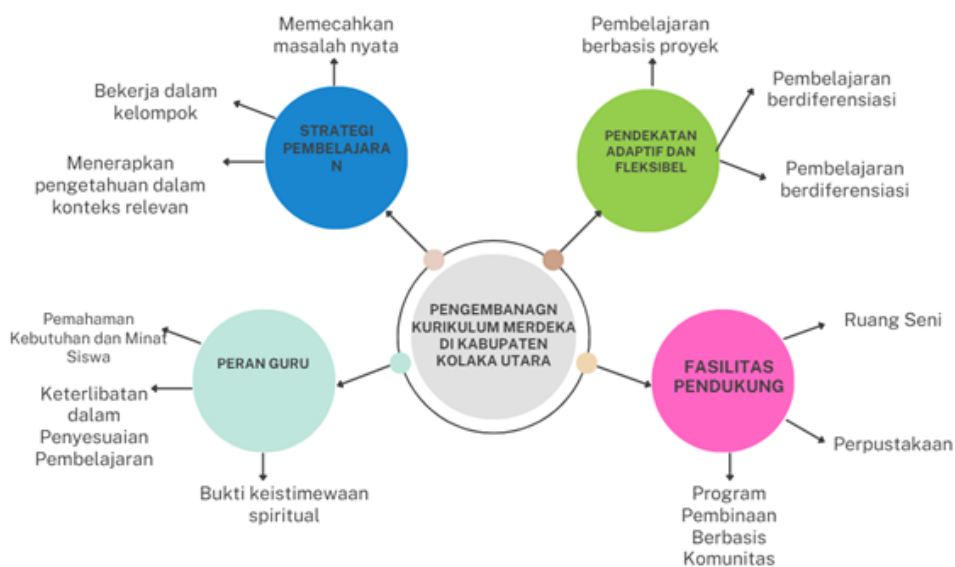 Memecahkan
masalah nyata
Bekerja dalam
kelompok
Menerapkan
pengetahuan dalam
konteks relevan
STRATEGI
PEMBELAJARA
N
Pembelajaran
berbasis proyek
Pembelajaran
berdiferensiasi
Pembelajaran
berdiferensiasi
PENDEKATAN
ADAPTIF DAN
FLEKSIBEL
PENGEMBANAGN
KURIKULUM MERDEKA
DI KABUPATEN
KOLAKA UTARA
Pemahaman
Kebutuhan dan Minat
Siswa
Keterlibatan
dalam
Penyesuaian
Pembelajaran
PERAN GURU
Bukti keistimewaan
spiritual
FASILITAS
PENDUKUNG
Ruang Seni
Perpustakaan
Program
Pembinaan
Berbasis
Komunitas